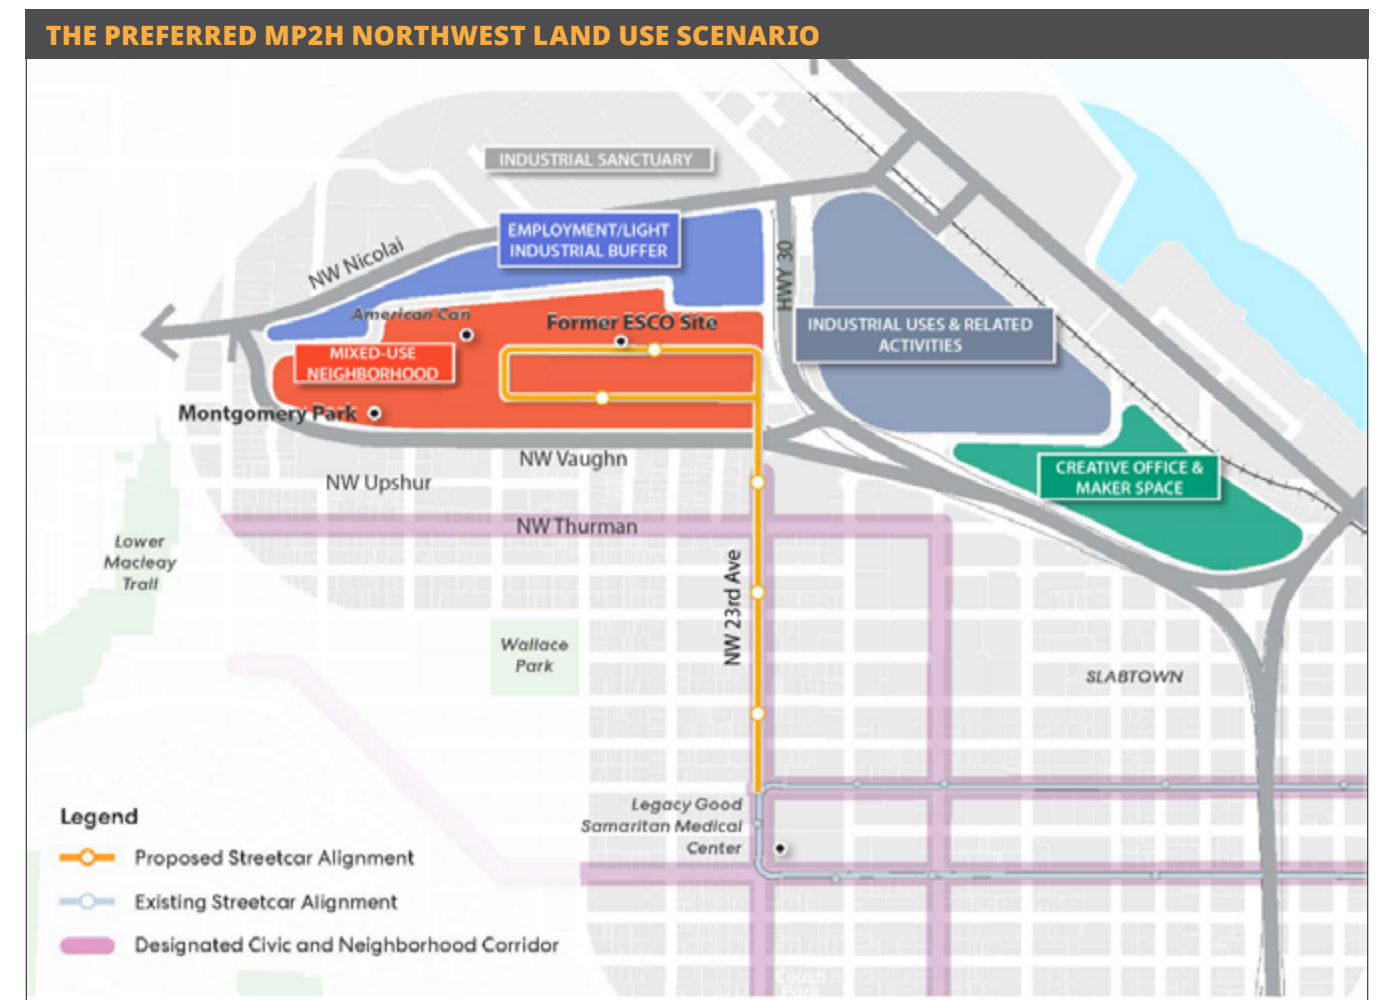 THE PREFERRED MP2H NORTHWEST LAND USE SCENARIO
INDUSTRIAL SANCTUARY
EMPLOYMENT/LIGHT
INDUSTRIAL BUFFER
NW Nicolai
HWY 30
American Can
Former ESCO Site
INDUSTRIAL USES & RELATED
ACTIVITIES
MIXED-USE
NEIGHBORHOOD
Montgomery Park
NW Vaughn
NW Upshur
CREATIVE OFFICE &
MAKER SPACE
NW Thurman
Lower
Macleay
Trail
NW 23rd Ave
Wallace
Park
SLABTOWN
Legacy Good
Samaritan Medical
Center
Legend
Proposed Streetcar Alignment
Existing Streetcar Alignment
Designated Civic and Neighborhood Corridor
Couch
Park